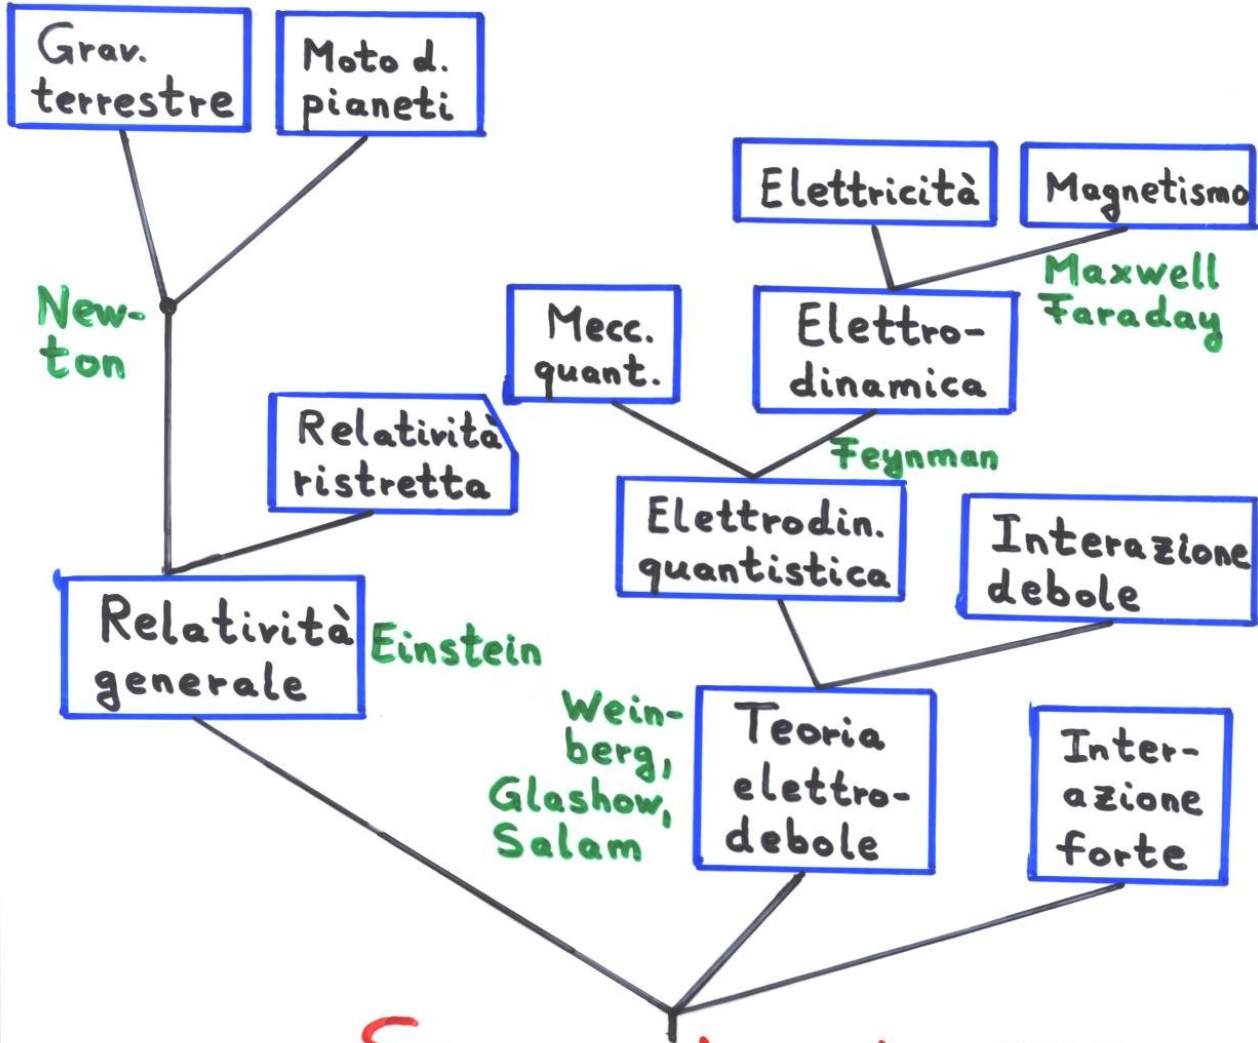 Grav.
terrestre
Moto d.
pianeti
Elettricità
Magnetismo
Maxwell
Faraday
New-
ton
Mecc.
quant.
Elettro-
dinamica
Relatività
ristretta
Feynman
Elettrodin.
quantistica
Interazione
debole
Relatività
generale
Einstein
Wein-
berg,
Glashow,
Salam
Teoria
elettro-
debole
Inter-
azione
forte